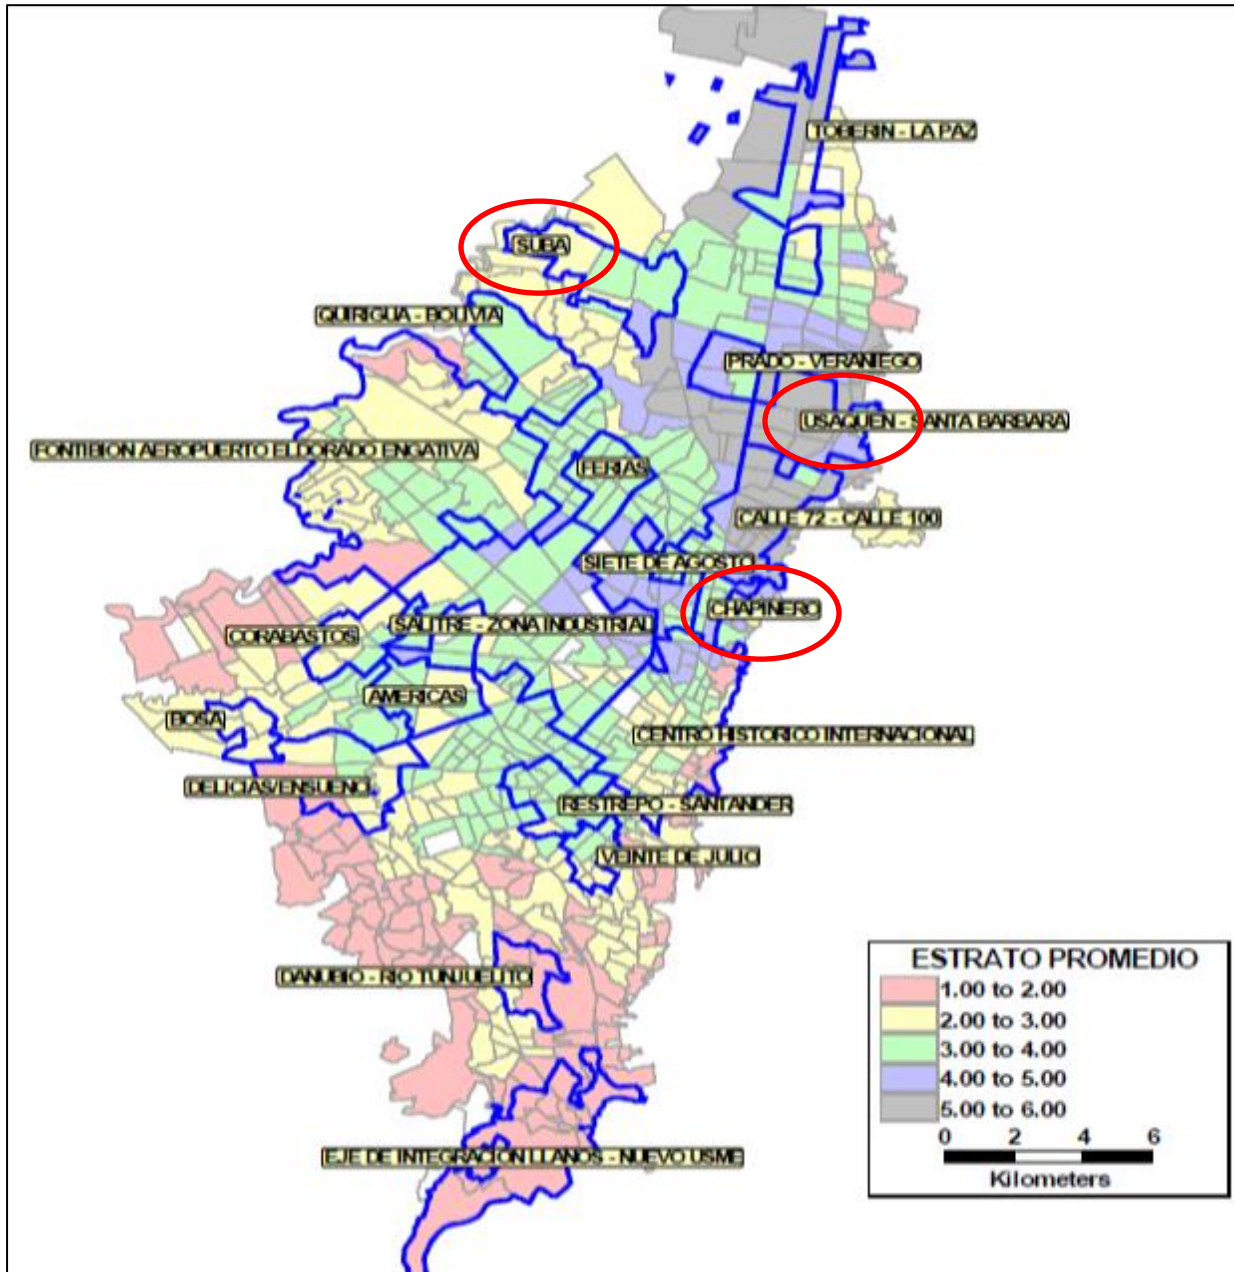 TOBERIN - LA PAZ
SUBA
QUIRIGUA - BOLIVIA
PRADO - VERANIEGO
USAQUEN - SANTA BARBARA
FONTIBION AEROPUERTO ELDORADO ENGATIVA
FERIAS
CALLE 72 - CALLE 100
SIETE DE AGOSTO
CHAPINERO
SALITRE - ZONA INDUSTRIAL
CORABASTOS
AMERICAS
BOSA
CENTRO HISTORICO INTERNACIONAL
DELICIAS/ENSUENO
RESTREPO - SANTANDER
VEINTE DE JULIO
DANUBIO - RIO TUNJUELITO
EJE DE INTEGRACION LLANOS - NUEVO USME
ESTRATO PROMEDIO
1.00 to 2.00
2.00 to 3.00
3.00 to 4.00
4.00 to 5.00
5.00 to 6.00
0 2 4 6
Kilometers